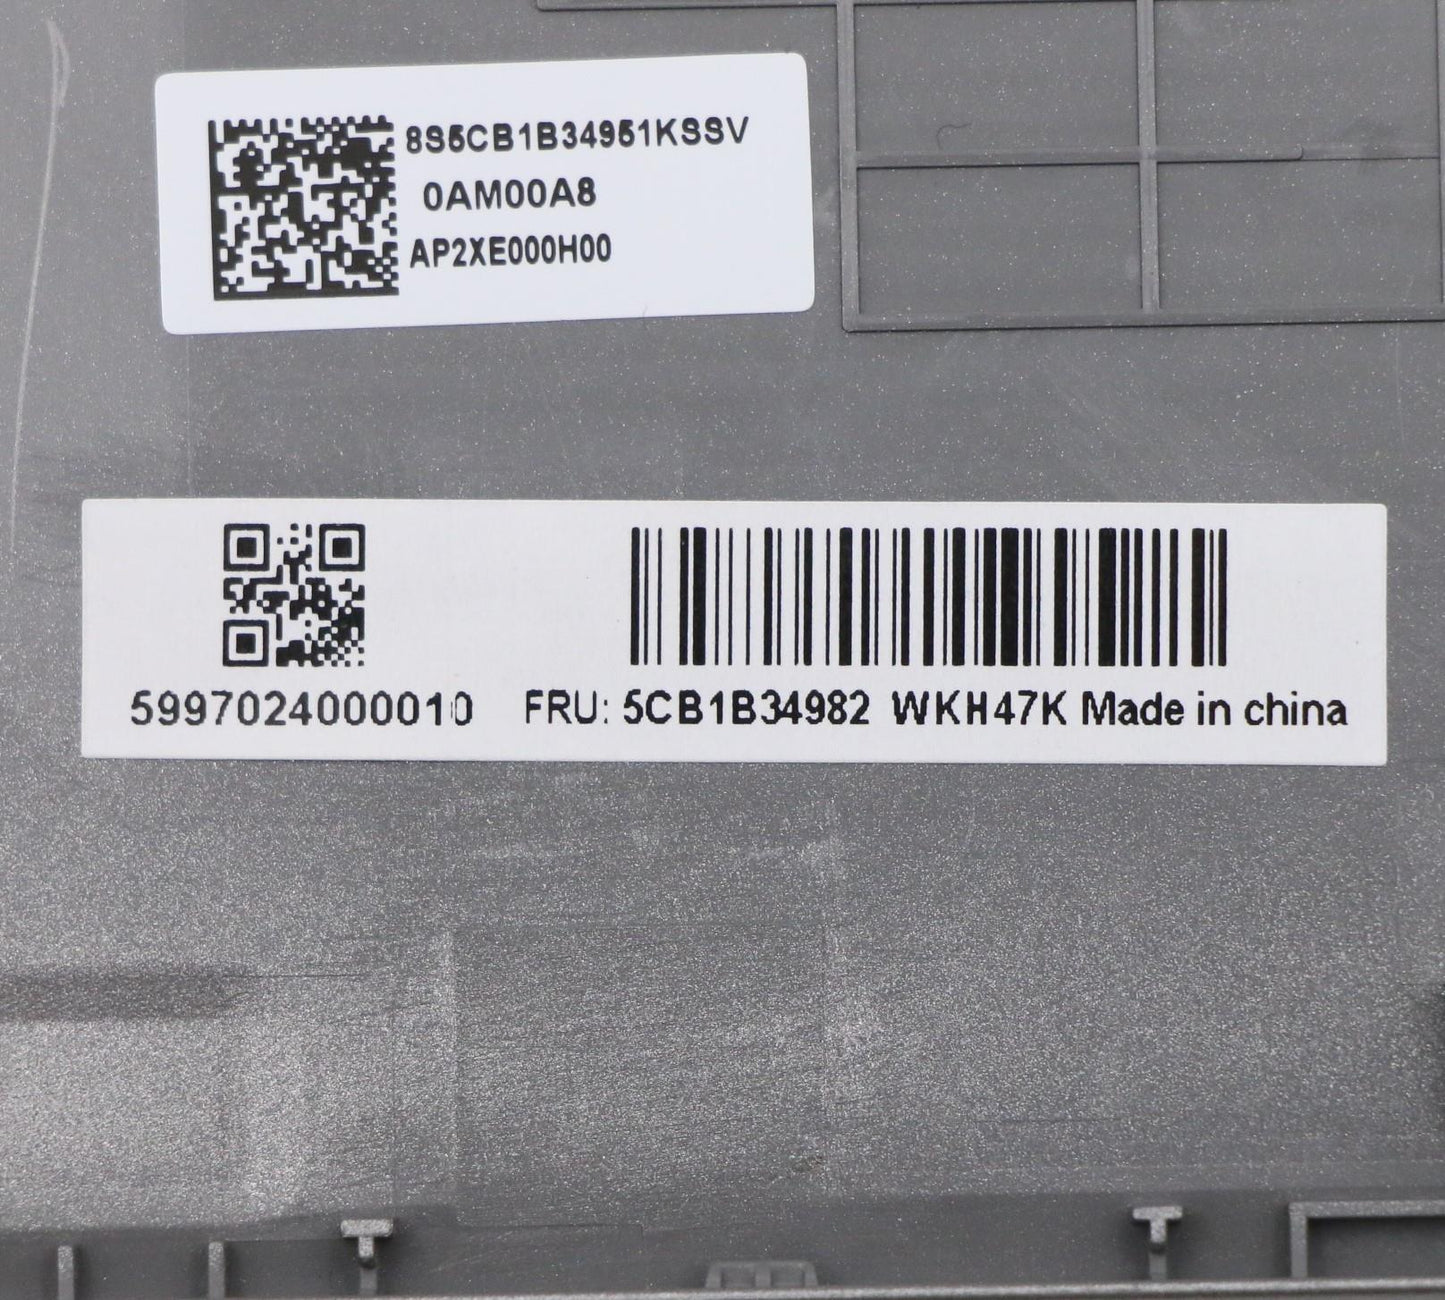 8S5CB1B34951KSSV
0AM00A8
AP2XE000H00
5997024000010 FRU: 5CB1B34982 WKH47K Made in china